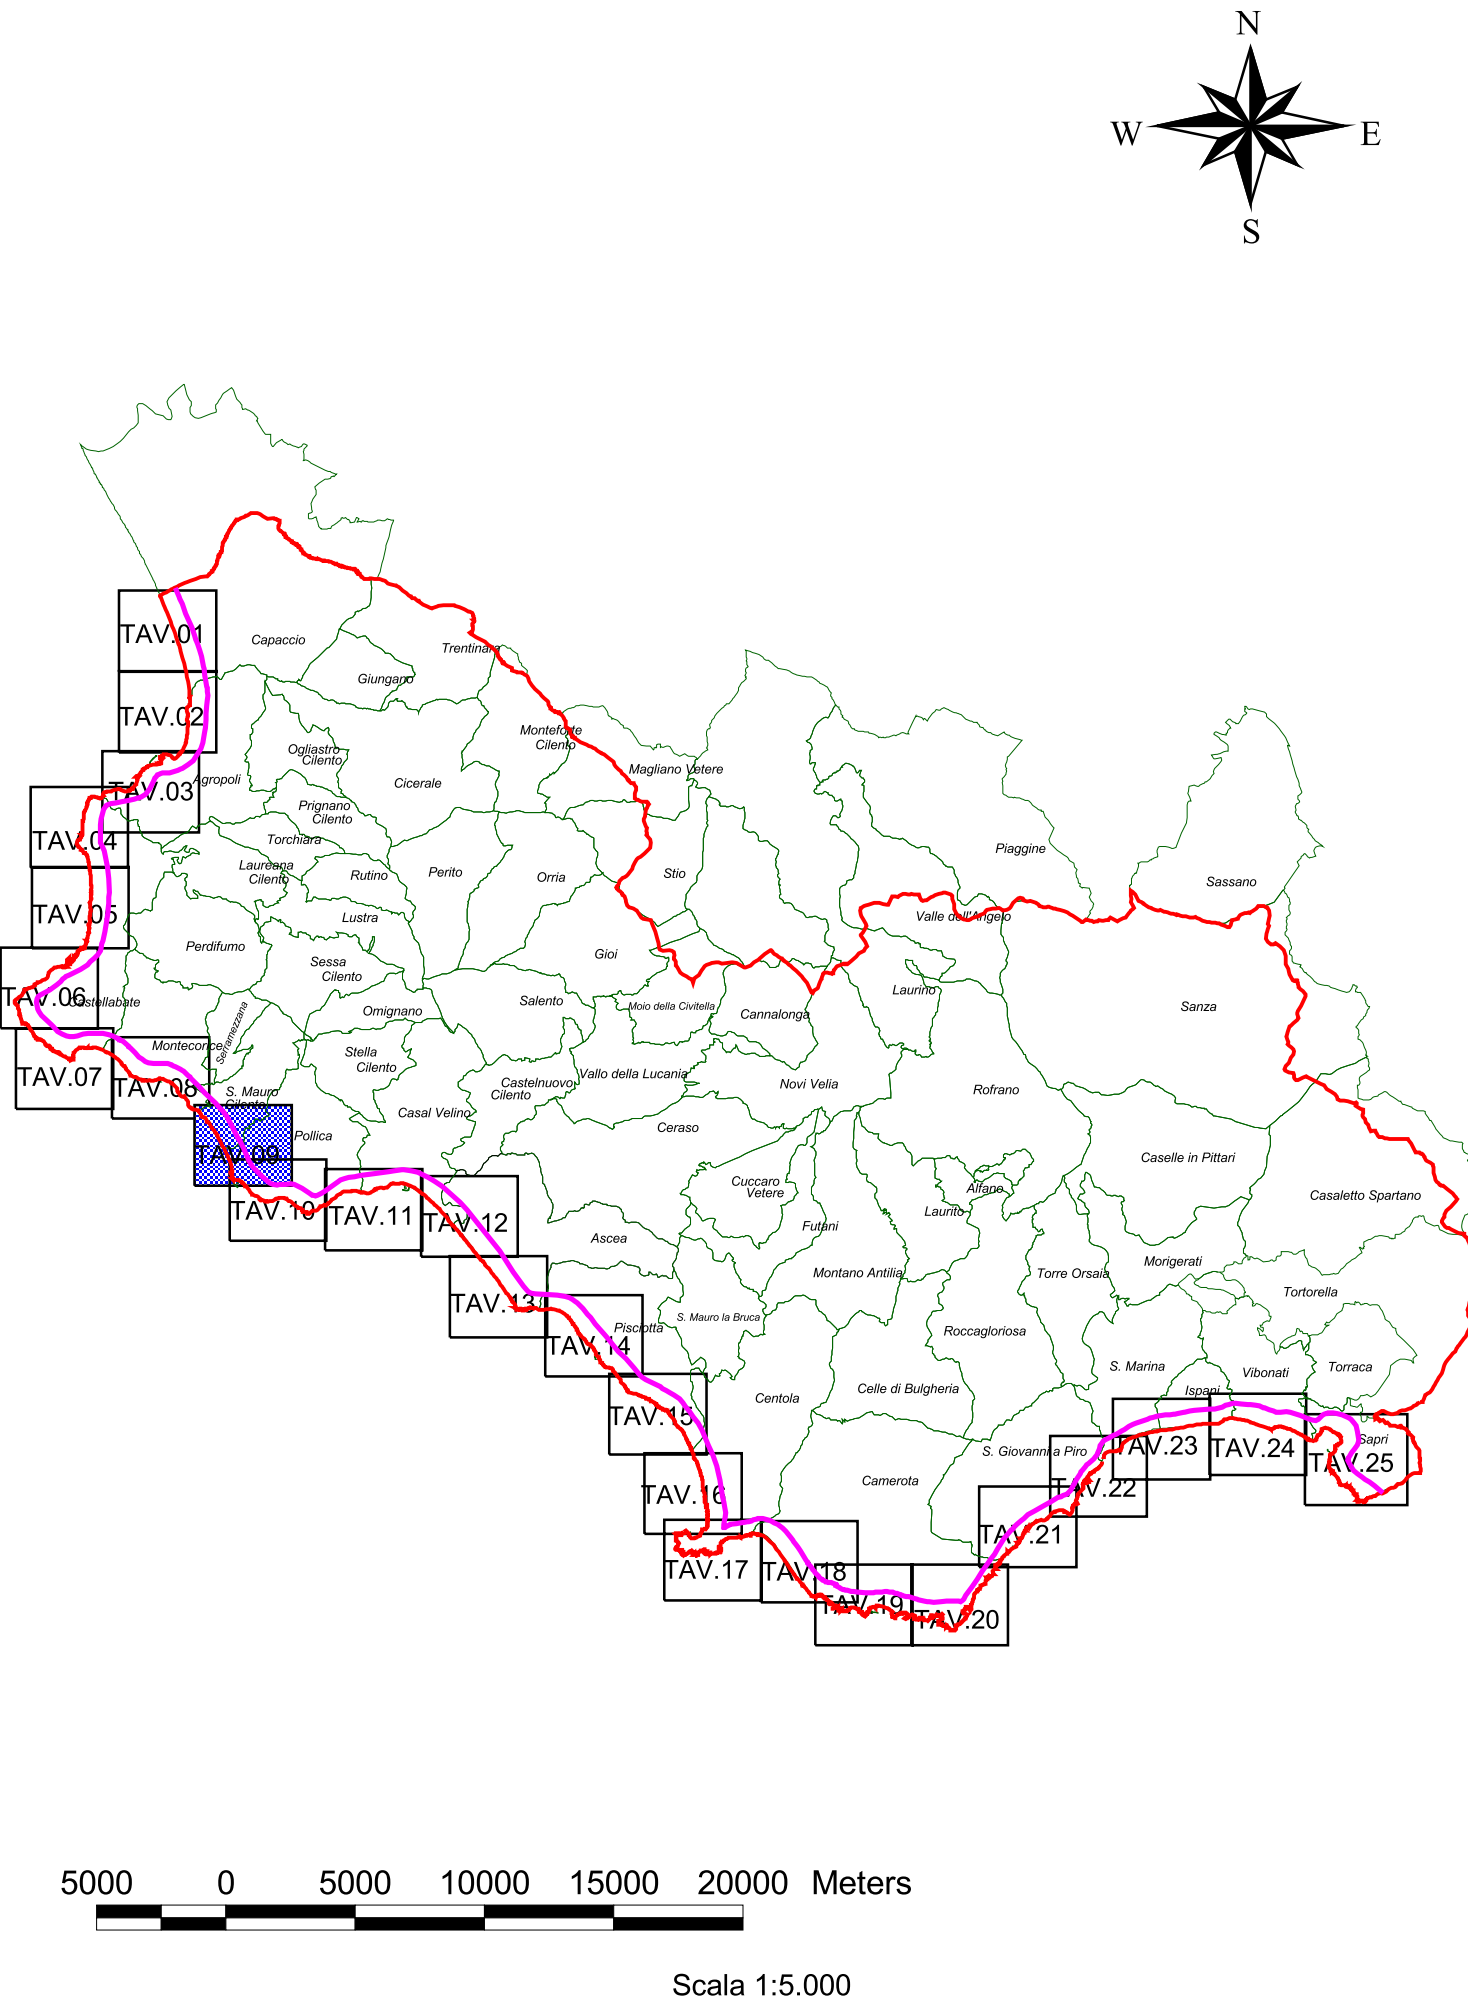 N
W
E
S
TAV.01
Capaccio
Trentinara
Giungano
TAV.02
Monteforte
Cilento
Ogliastro
Cilento
Magliano Vetere
Agropoli
Cicerale
TAV.03
Prignano
Cilento
TAV.04
Torchiara
Piaggine
Laureana
Cilento
Rutino
Perito
Orria
Stio
Sassano
TAV.05
Lustra
Valle dell'Angelo
Perdifumo
Gioi
Sessa
Cilento
Laurino
TAV.06
Castellabate
Serramezzana
Omignano
Salento
Moio della Civitella
Cannalonga
Sanza
Montecorice
Stella
Cilento
TAV.07
TAV.08
S. Mauro
Cilento
Castelnuovo
Cilento
Vallo della Lucania
Novi Velia
Rofrano
Casal Velino
Pollica
Ceraso
TAV.09
Caselle in Pittari
Cuccaro
Vetere
Alfano
Casaletto Spartano
TAV.10
TAV.11
TAV.12
Laurito
Futani
Ascea
Montano Antilia
Torre Orsaia
Morigerati
Tortorella
TAV.13
S. Mauro la Bruca
Pisciotta
TAV.14
Roccagloriosa
S. Marina
Vibonati
Torraca
Centola
Celle di Bulgheria
Ispani
TAV.15
S. Giovanni a Piro
TAV.23
TAV.24
Sapri
TAV.25
Camerota
TAV.16
TAV.22
TAV.21
TAV.17
TAV.18
TAV.19
TAV.20
5000 0 5000 10000 15000 20000 Meters
Scala 1:5.000